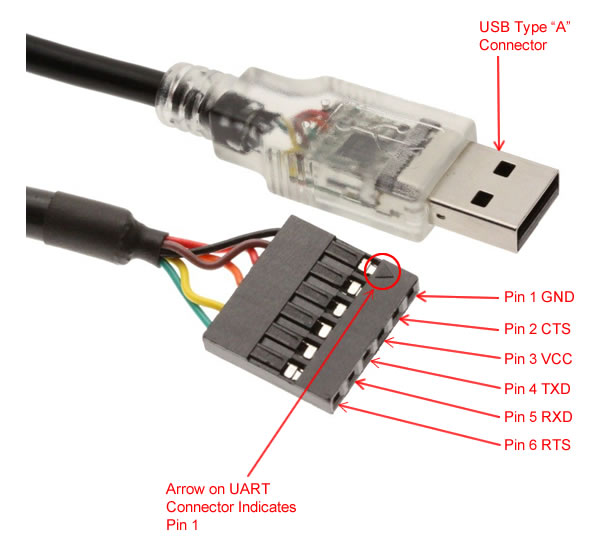 USB Type “A”
Connector
Pin 1 GND
Pin 2 CTS
Pin 3 VCC
Pin 4 TXD
Pin 5 RXD
Pin 6 RTS
Arrow on UART
Connector Indicates
Pin 1